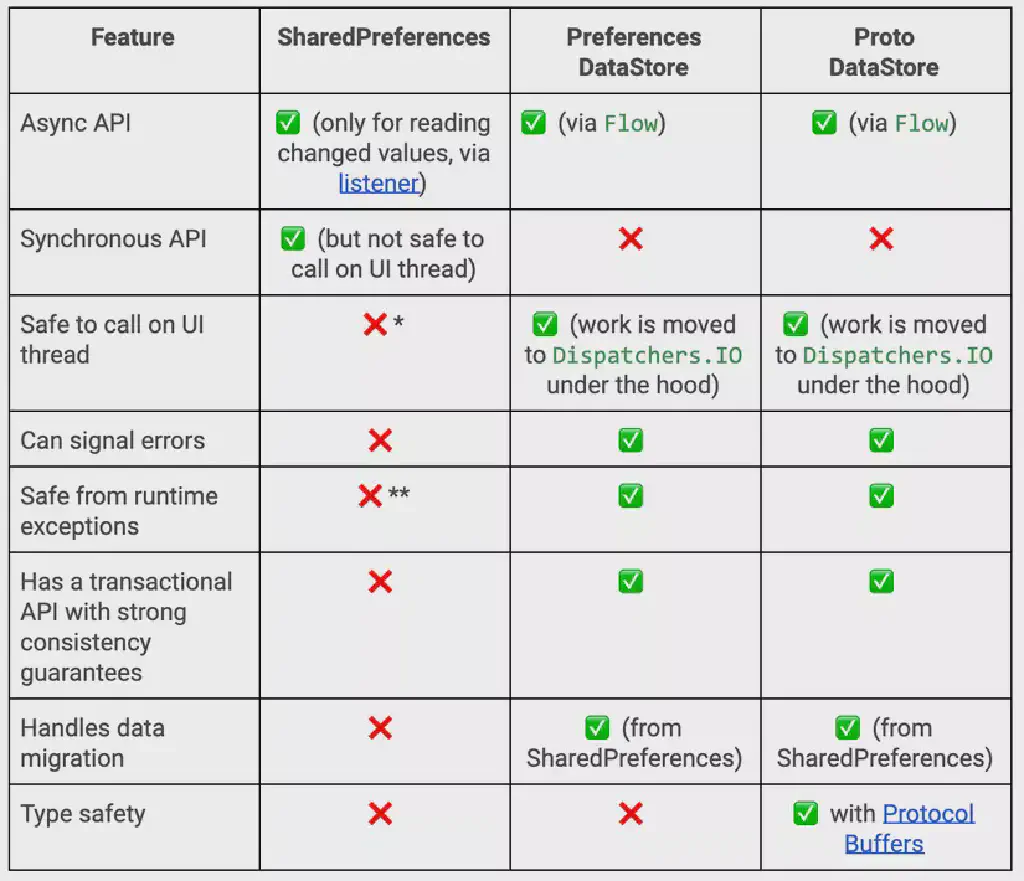 Feature
SharedPreferences
Preferences
DataStore
Proto
DataStore
Async API
✅ (only for reading
changed values, via
listener)
✅ (via Flow)
✅ (via Flow)
Synchronous API
✅ (but not safe to
call on UI thread)
❌
❌
Safe to call on UI
thread
❌*
✅ (work is moved
to Dispatchers.IO
under the hood)
✅ (work is moved
to Dispatchers.IO
under the hood)
Can signal errors
❌
✅
✅
Safe from runtime
exceptions
❌**
✅
✅
Has a transactional
API with strong
consistency
guarantees
❌
✅
✅
Handles data
migration
❌
✅ (from
SharedPreferences)
✅ (from
SharedPreferences)
Type safety
❌
❌
✅ with Protocol
Buffers